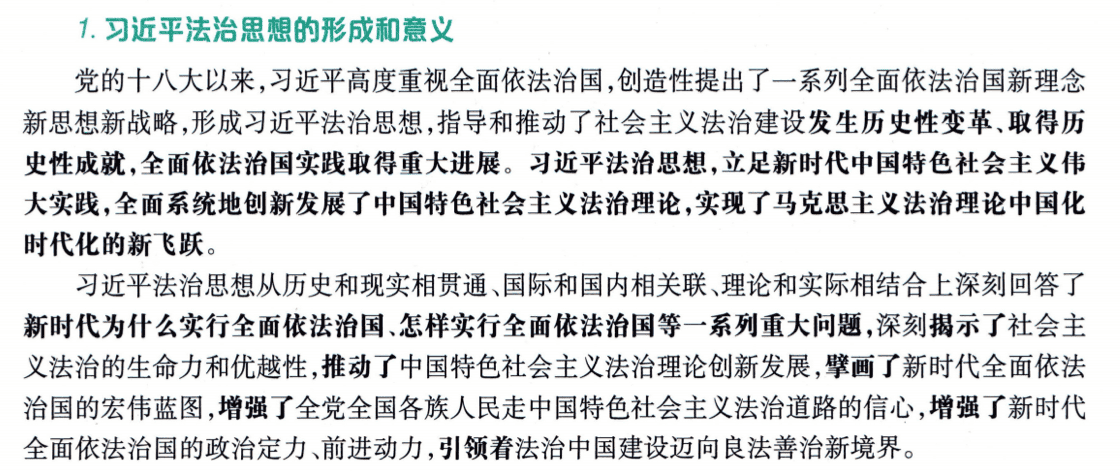 1. 习近平法治思想的形成和意义
党的十八大以来,习近平高度重视全面依法治国,创造性提出了一系列全面依法治国新理念
新思想新战略,形成习近平法治思想,指导和推动了社会主义法治建设发生历史性变革、取得历
史性成就,全面依法治国实践取得重大进展。习近平法治思想,立足新时代中国特色社会主义伟
大实践,全面系统地创新发展了中国特色社会主义法治理论,实现了马克思主义法治理论中国化
时代化的新飞跃。
习近平法治思想从历史和现实相贯通、国际和国内相关联、理论和实际相结合上深刻回答了
新时代为什么实行全面依法治国、怎样实行全面依法治国等一系列重大问题,深刻揭示了社会主
义法治的生命力和优越性,推动了中国特色社会主义法治理论创新发展,擘画了新时代全面依法
治国的宏伟蓝图,增强了全党全国各族人民走中国特色社会主义法治道路的信心,增强了新时代
全面依法治国的政治定力、前进动力,引领着法治中国建设迈向良法善治新境界。